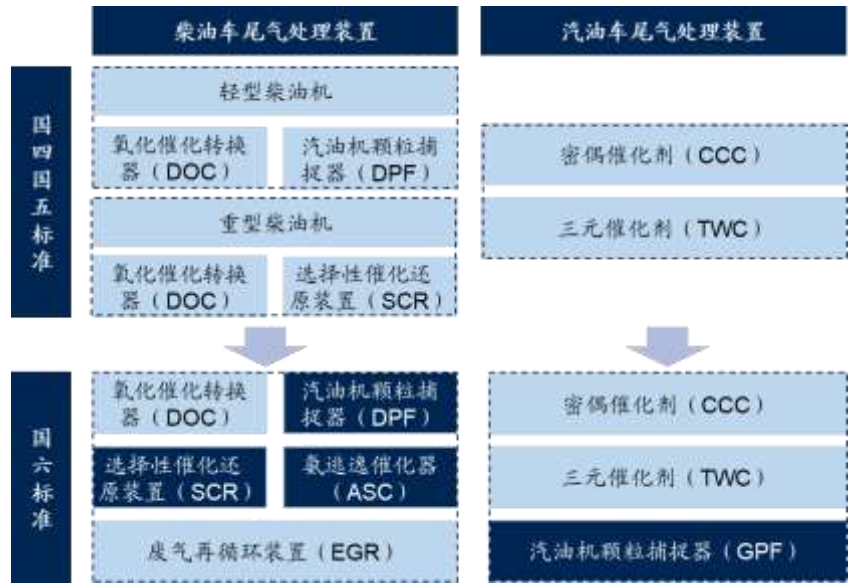 柴油车尾气处理装置
汽油车尾气处理装置
国四国五标准
轻型柴油机
氧化催化转换
器（DOC）
汽油机颗粒捕
捉器（DPF）
重型柴油机
氧化催化转换
器（DOC）
选择性催化还
原装置（SCR）
密偶催化剂（CCC）
三元催化剂（TWC）
国六标准
氧化催化转换
器（DOC）
汽油机颗粒捕
捉器（DPF）
选择性催化还
原装置（SCR）
氨逃逸催化器
（ASC）
废气再循环装置（EGR）
密偶催化剂（CCC）
三元催化剂（TWC）
汽油机颗粒捕捉器（GPF）